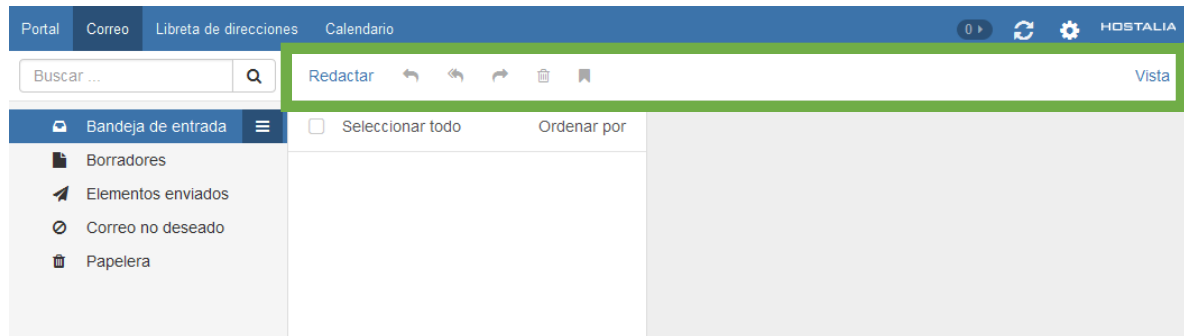 Portal Correo Libreta de direcciones Calendario 0 HOSTALIA
Buscar ... Redactar Vista
Bandeja de entrada Seleccionar todo Ordenar por
Borradores
Elementos enviados
Correo no deseado
Papelera